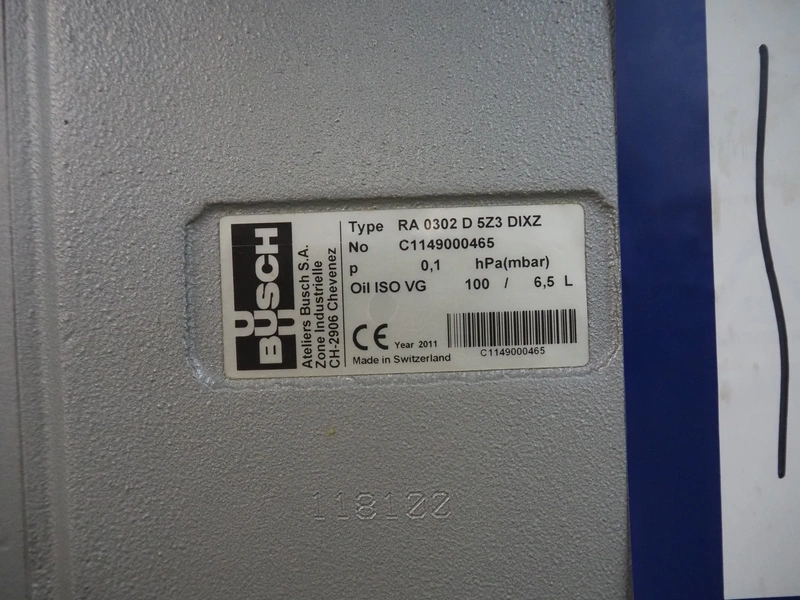 BUSCH
Ateliers Busch S.A.
Zone Industrielle
CH-2906 Chevenez
Type RA 0302 D 5Z3 DIXZ
No C1149000465
p 0,1 hPa(mbar)
Oil ISO VG 100 / 6,5 L
CE Year 2011
Made in Switzerland
C1149000465
118100